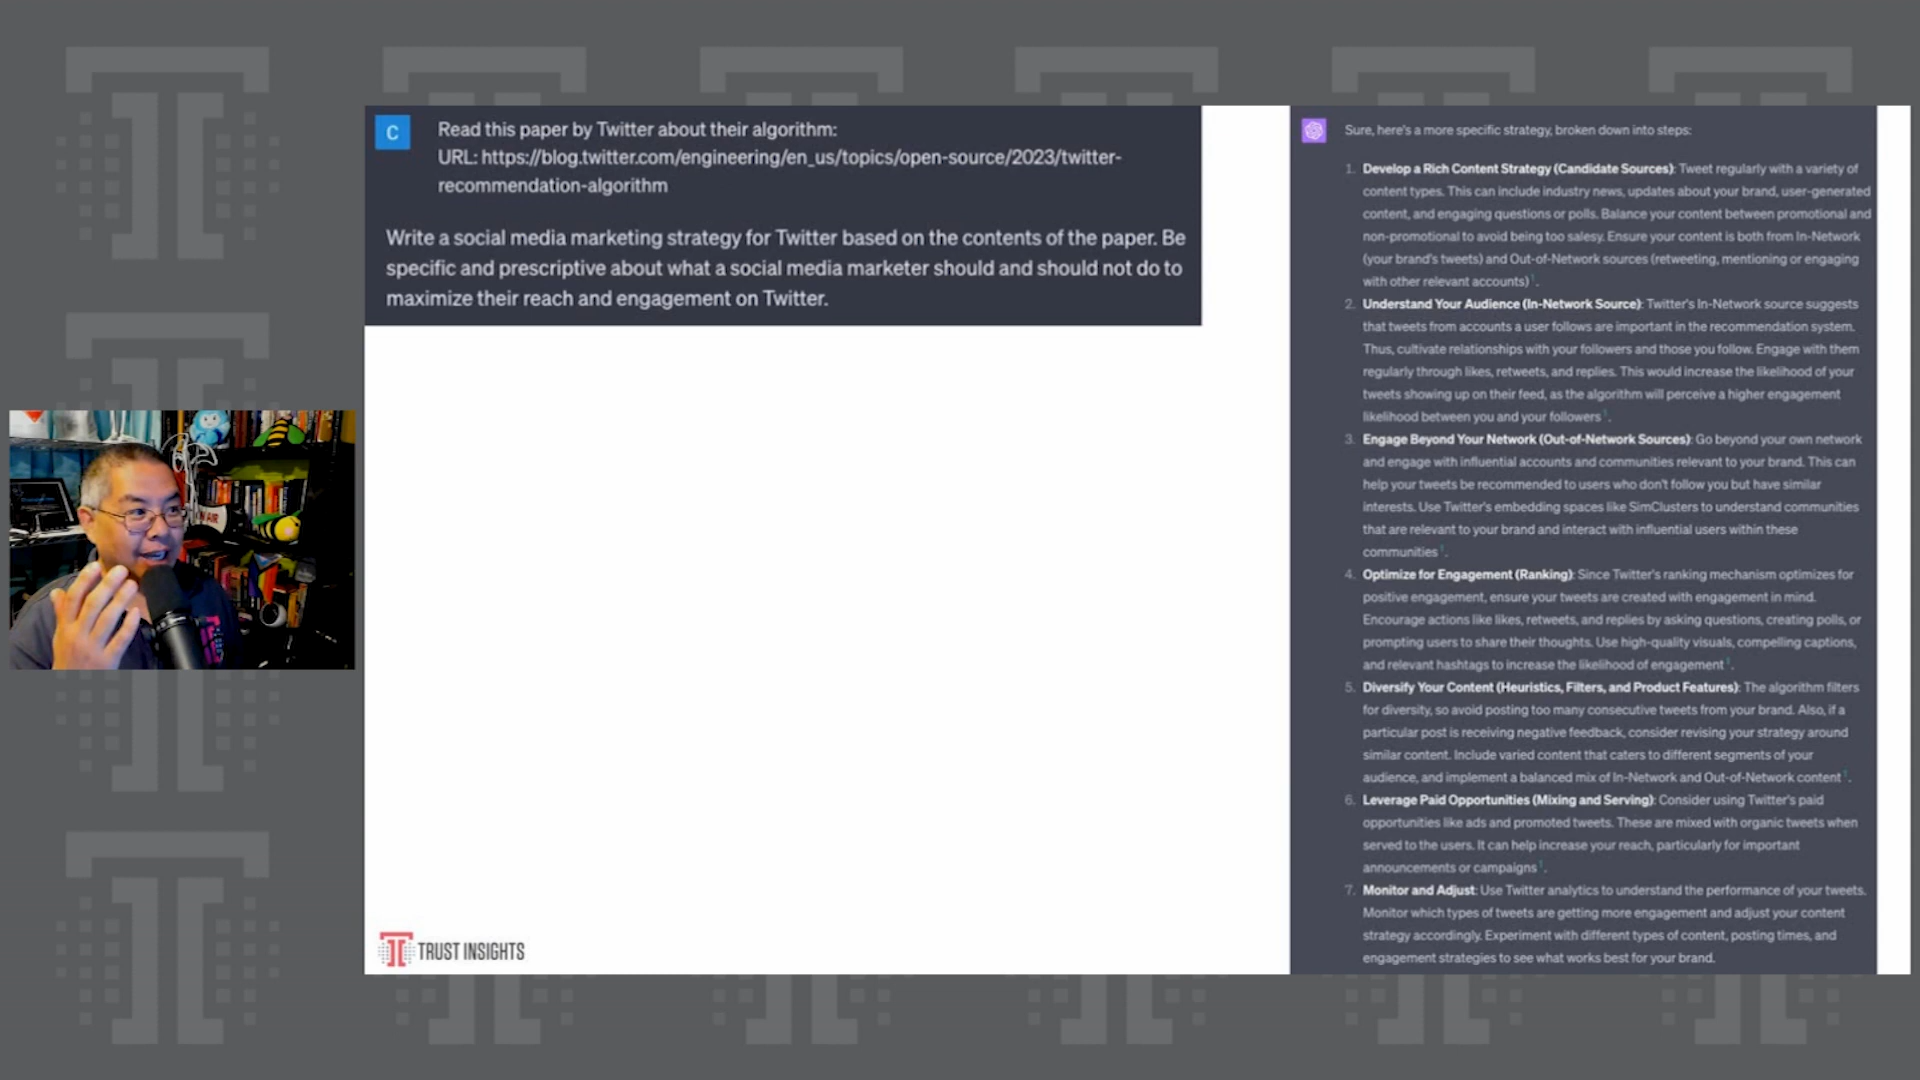 C
Read this paper by Twitter about their algorithm:
URL: https://blog.twitter.com/engineering/en_us/topics/open-source/2023/twitter-
recommendation-algorithm
Write a social media marketing strategy for Twitter based on the contents of the paper. Be
specific and prescriptive about what a social media marketer should and should not do to
maximize their reach and engagement on Twitter.
Sure, here's a more specific strategy, broken down into steps:
1. Develop a Rich Content Strategy (Candidate Sources): Tweet regularly with a variety of
content types. This can include industry news, updates about your brand, user-generated
content, and engaging questions or polls. Balance your content between promotional and
non-promotional to avoid being too salesy. Ensure your content is both from In-Network
(your brand's tweets) and Out-of-Network sources (retweeting, mentioning or engaging
with other relevant accounts) 1.
2. Understand Your Audience (In-Network Source): Twitter's In-Network source suggests
that tweets from accounts a user follows are important in the recommendation system.
Thus, cultivate relationships with your followers and those you follow. Engage with them
regularly through likes, retweets, and replies. This would increase the likelihood of your
tweets showing up on their feed, as the algorithm will perceive a higher engagement
likelihood between you and your followers 1.
3. Engage Beyond Your Network (Out-of-Network Sources): Go beyond your own network
and engage with influential accounts and communities relevant to your brand. This can
help your tweets be recommended to users who don't follow you but have similar
interests. Use Twitter's embedding spaces like SimClusters to understand communities
that are relevant to your brand and interact with influential users within these
communities 1.
4. Optimize for Engagement (Ranking): Since Twitter's ranking mechanism optimizes for
positive engagement, ensure your tweets are created with engagement in mind.
Encourage actions like likes, retweets, and replies by asking questions, creating polls, or
prompting users to share their thoughts. Use high-quality visuals, compelling captions,
and relevant hashtags to increase the likelihood of engagement 1.
5. Diversify Your Content (Heuristics, Filters, and Product Features): The algorithm filters
for diversity, so avoid posting too many consecutive tweets from your brand. Also, if a
particular post is receiving negative feedback, consider revising your strategy around
similar content. Include varied content that caters to different segments of your
audience, and implement a balanced mix of In-Network and Out-of-Network content 1.
6. Leverage Paid Opportunities (Mixing and Serving): Consider using Twitter's paid
opportunities like ads and promoted tweets. These are mixed with organic tweets when
served to the users. It can help increase your reach, particularly for important
announcements or campaigns 1.
7. Monitor and Adjust: Use Twitter analytics to understand the performance of your tweets.
Monitor which types of tweets are getting more engagement and adjust your content
strategy accordingly. Experiment with different types of content, posting times, and
engagement strategies to see what works best for your brand.
TRUST INSIGHTS